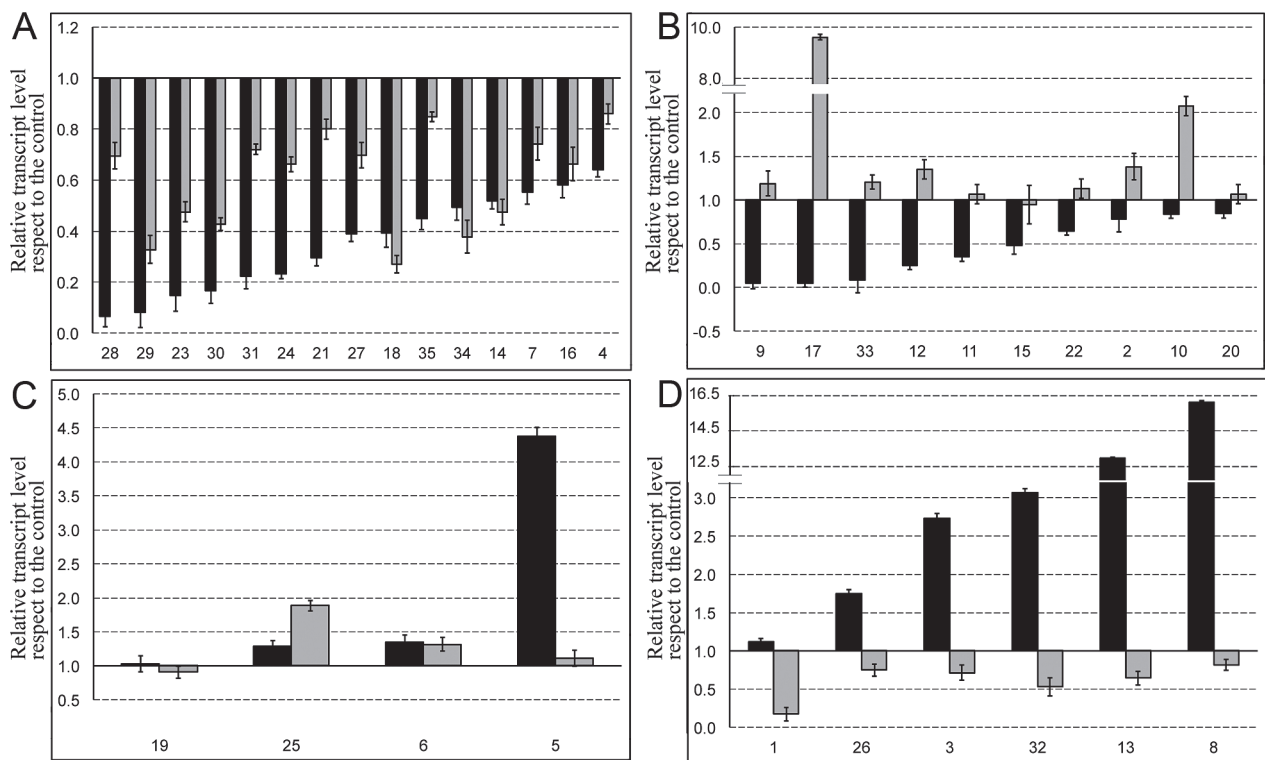 A
Relative transcript level
respect to the control
1.2
1.0
0.8
0.6
0.4
0.2
0.0
28 29 23 30 31 24 21 27 18 35 34 14 7 16 4
B
Relative transcript level
respect to the control
10.0
8.0
2.0
1.5
1.0
0.5
0.0
-0.5
9 17 33 12 11 15 22 2 10 20
C
Relative transcript level
respect to the control
5.0
4.5
4.0
3.5
3.0
2.5
2.0
1.5
1.0
0.5
19 25 6 5
D
Relative transcript level
respect to the control
16.5
14.5
12.5
3.0
2.5
2.0
1.5
1.0
0.5
0.0
1 26 3 32 13 8